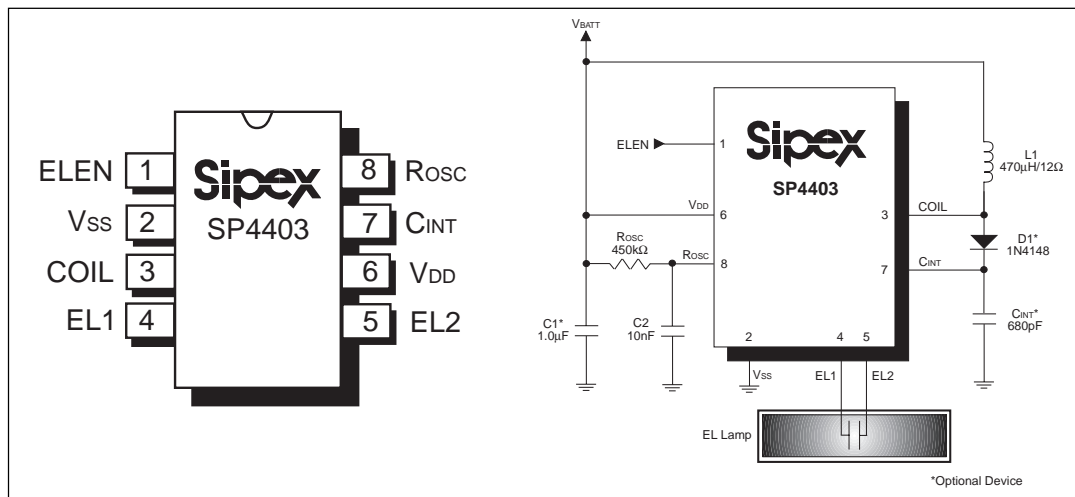 Sipex
SP4403
ELEN 1
VSS 2
COIL 3
EL1 4
8 ROSC
7 CINT
6 VDD
5 EL2
VBATT
Sipex
SP4403
ELEN 1
VDD 6
ROSC
450kΩ
ROSC 8
C1*
1.0µF
C2
10nF
2
VSS
4 5
EL1 EL2
3 COIL
7 CINT
L1
470µH/12Ω
D1*
1N4148
CINT*
680pF
EL Lamp
*Optional Device